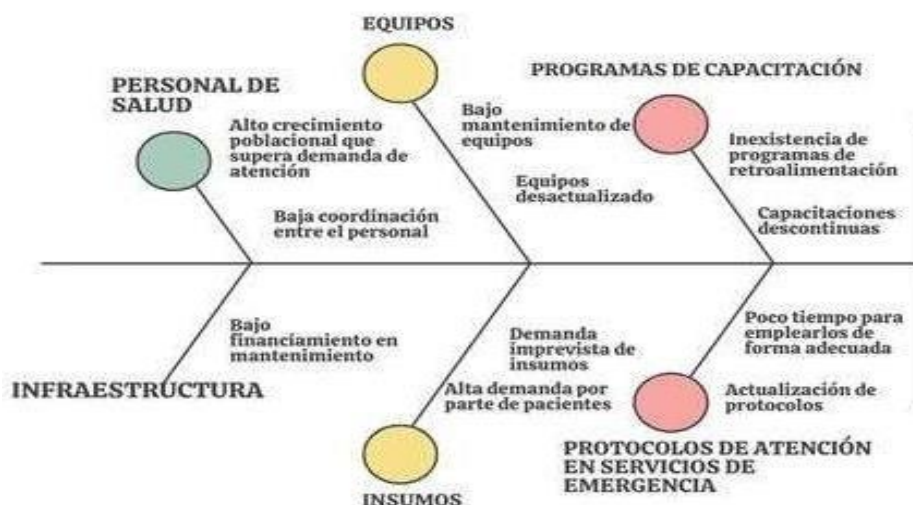 EQUIPOS
PERSONAL DE
SALUD
PROGRAMAS DE CAPACITACIÓN
Alto crecimiento
poblacional que
supera demanda de
atención
Bajo
mantenimiento de
equipos
Inexistencia de
programas de
retroalimentación
Equipos
desactualizado
Baja coordinación
entre el personal
Capacitaciones
descontinuas
Bajo
financiamiento en
mantenimiento
Demanda
imprevista de
insumos
Poco tiempo para
emplearlos de
forma adecuada
INFRAESTRUCTURA
Alta demanda por
parte de pacientes
Actualización de
protocolos
PROTOCOLOS DE ATENCIÓN
EN SERVICIOS DE
EMERGENCIA
INSUMOS